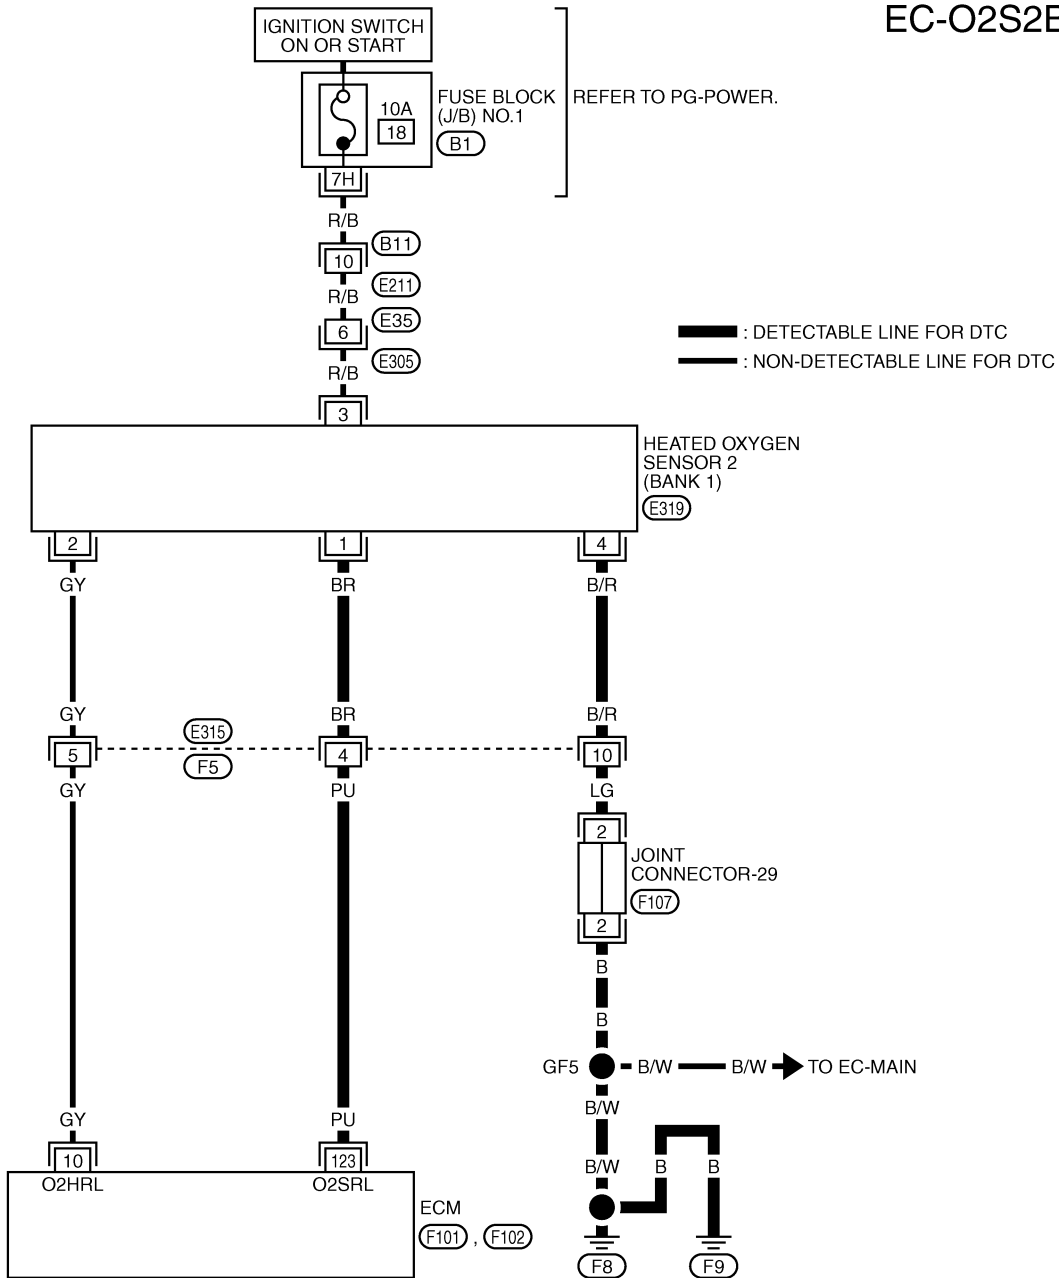 EC-O2S2B
IGNITION SWITCH
ON OR START
10A
18
FUSE BLOCK
(J/B) NO.1
B1
REFER TO PG-POWER.
7H
R/B
B11
10
E211
R/B
E35
6
E305
R/B
3
: DETECTABLE LINE FOR DTC
: NON-DETECTABLE LINE FOR DTC
HEATED OXYGEN
SENSOR 2
(BANK 1)
E319
2 1 4
GY BR B/R
GY BR B/R
E315
5 4 10
F5
GY PU LG
2
JOINT
CONNECTOR-29
F107
2
B
B
GF5 B/W B/W TO EC-MAIN
B/W
GY PU
B/W B B
10 123
O2HRL O2SRL
ECM
F101 , F102
F8 F9